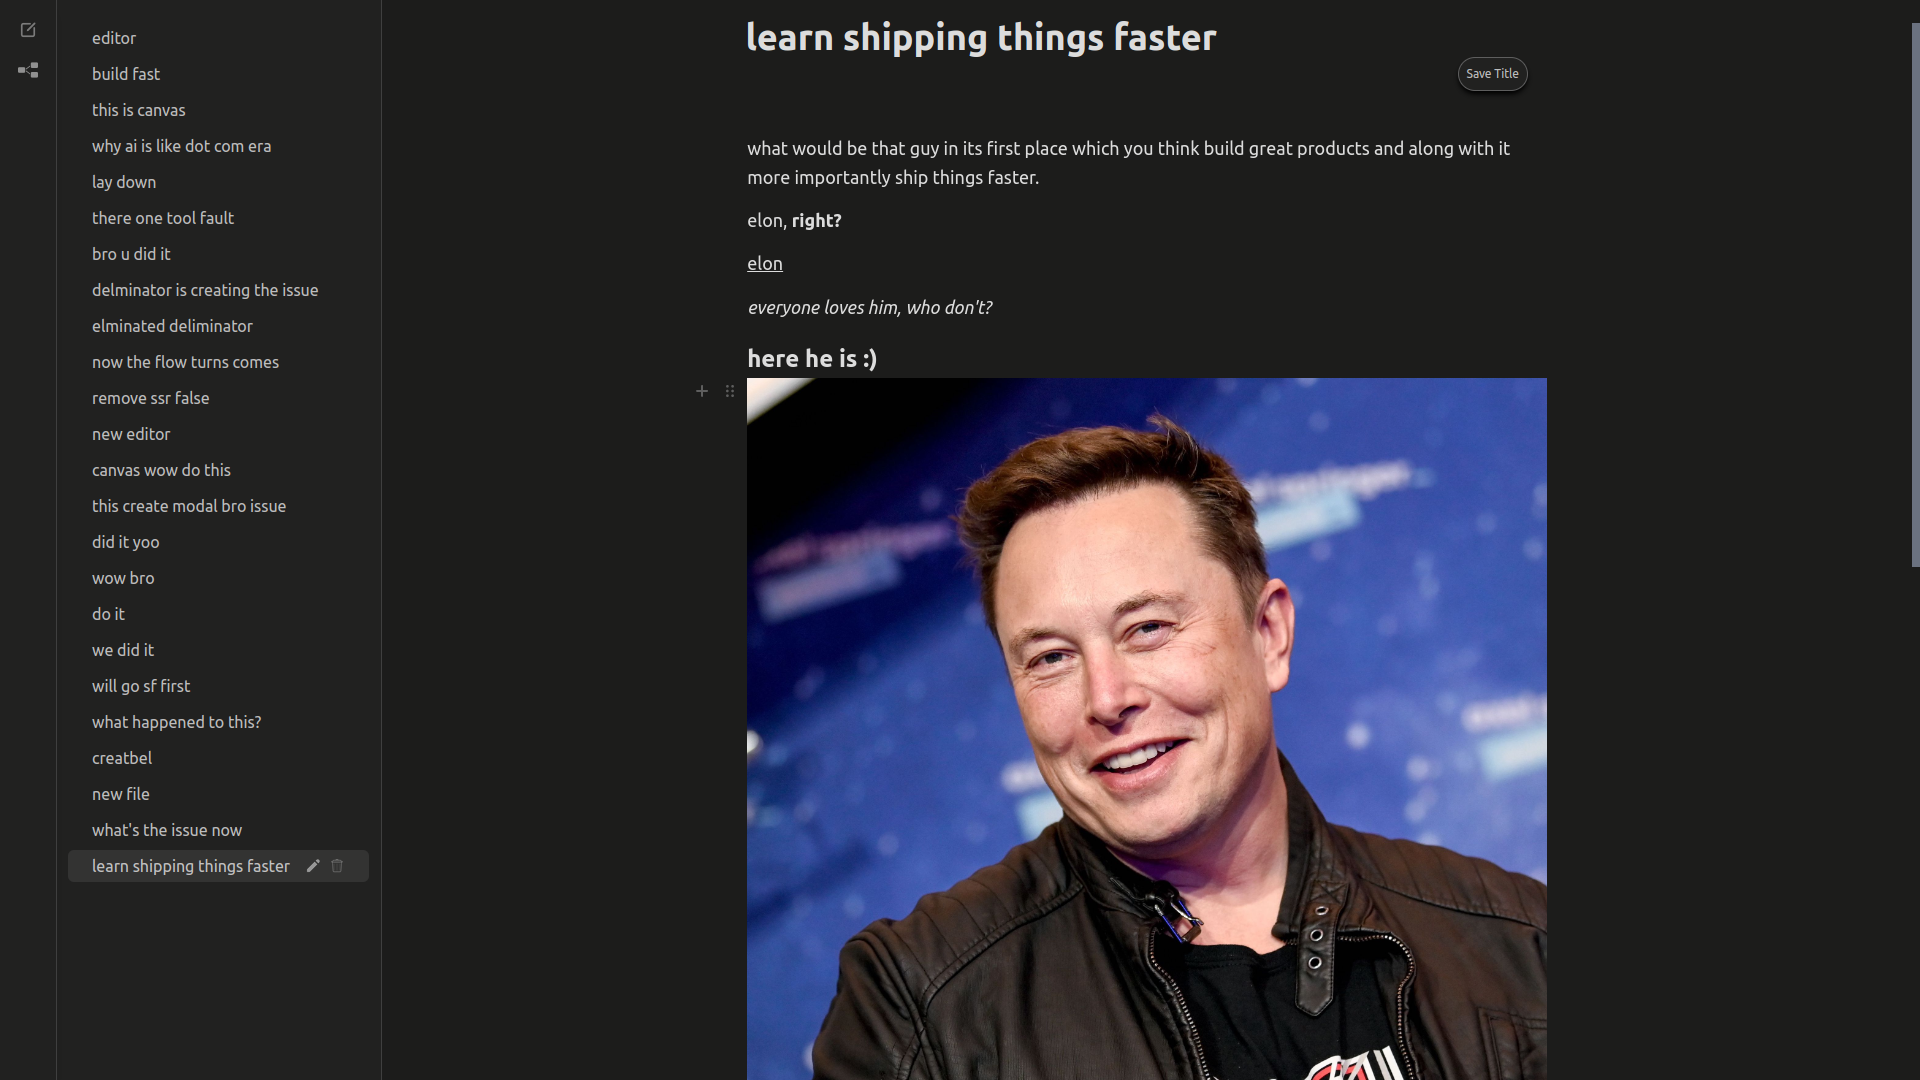 editor
build fast
this is canvas
why ai is like dot com era
lay down
there one tool fault
bro u did it
delminator is creating the issue
elminated deliminator
now the flow turns comes
remove ssr false
new editor
canvas wow do this
this create modal bro issue
did it yoo
wow bro
do it
we did it
will go sf first
what happened to this?
creatbel
new file
what's the issue now
learn shipping things faster
learn shipping things faster
Save Title
what would be that guy in its first place which you think build great products and along with it
more importantly ship things faster.
elon, right?
elon
everyone loves him, who don't?
here he is :)